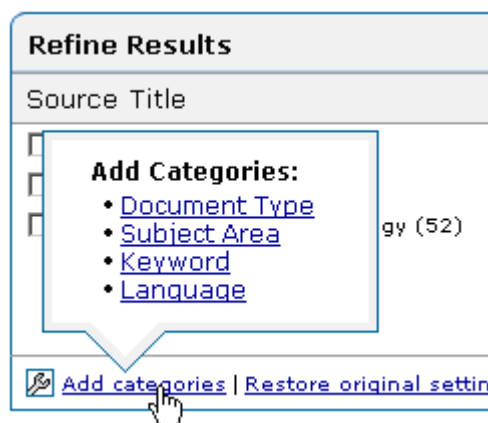 Refine Results
Source Title
Add Categories:
• Document Type
• Subject Area
gy (52)
• Keyword
• Language
Add categories | Restore original settin